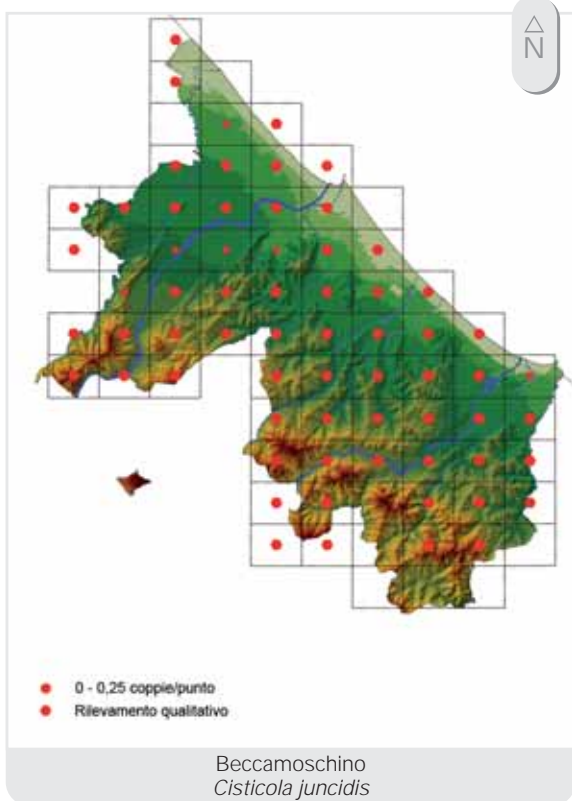 N
0 - 0,25 coppie/punto
Rilevamento qualitativo
Beccamoschino
Cisticola juncidis